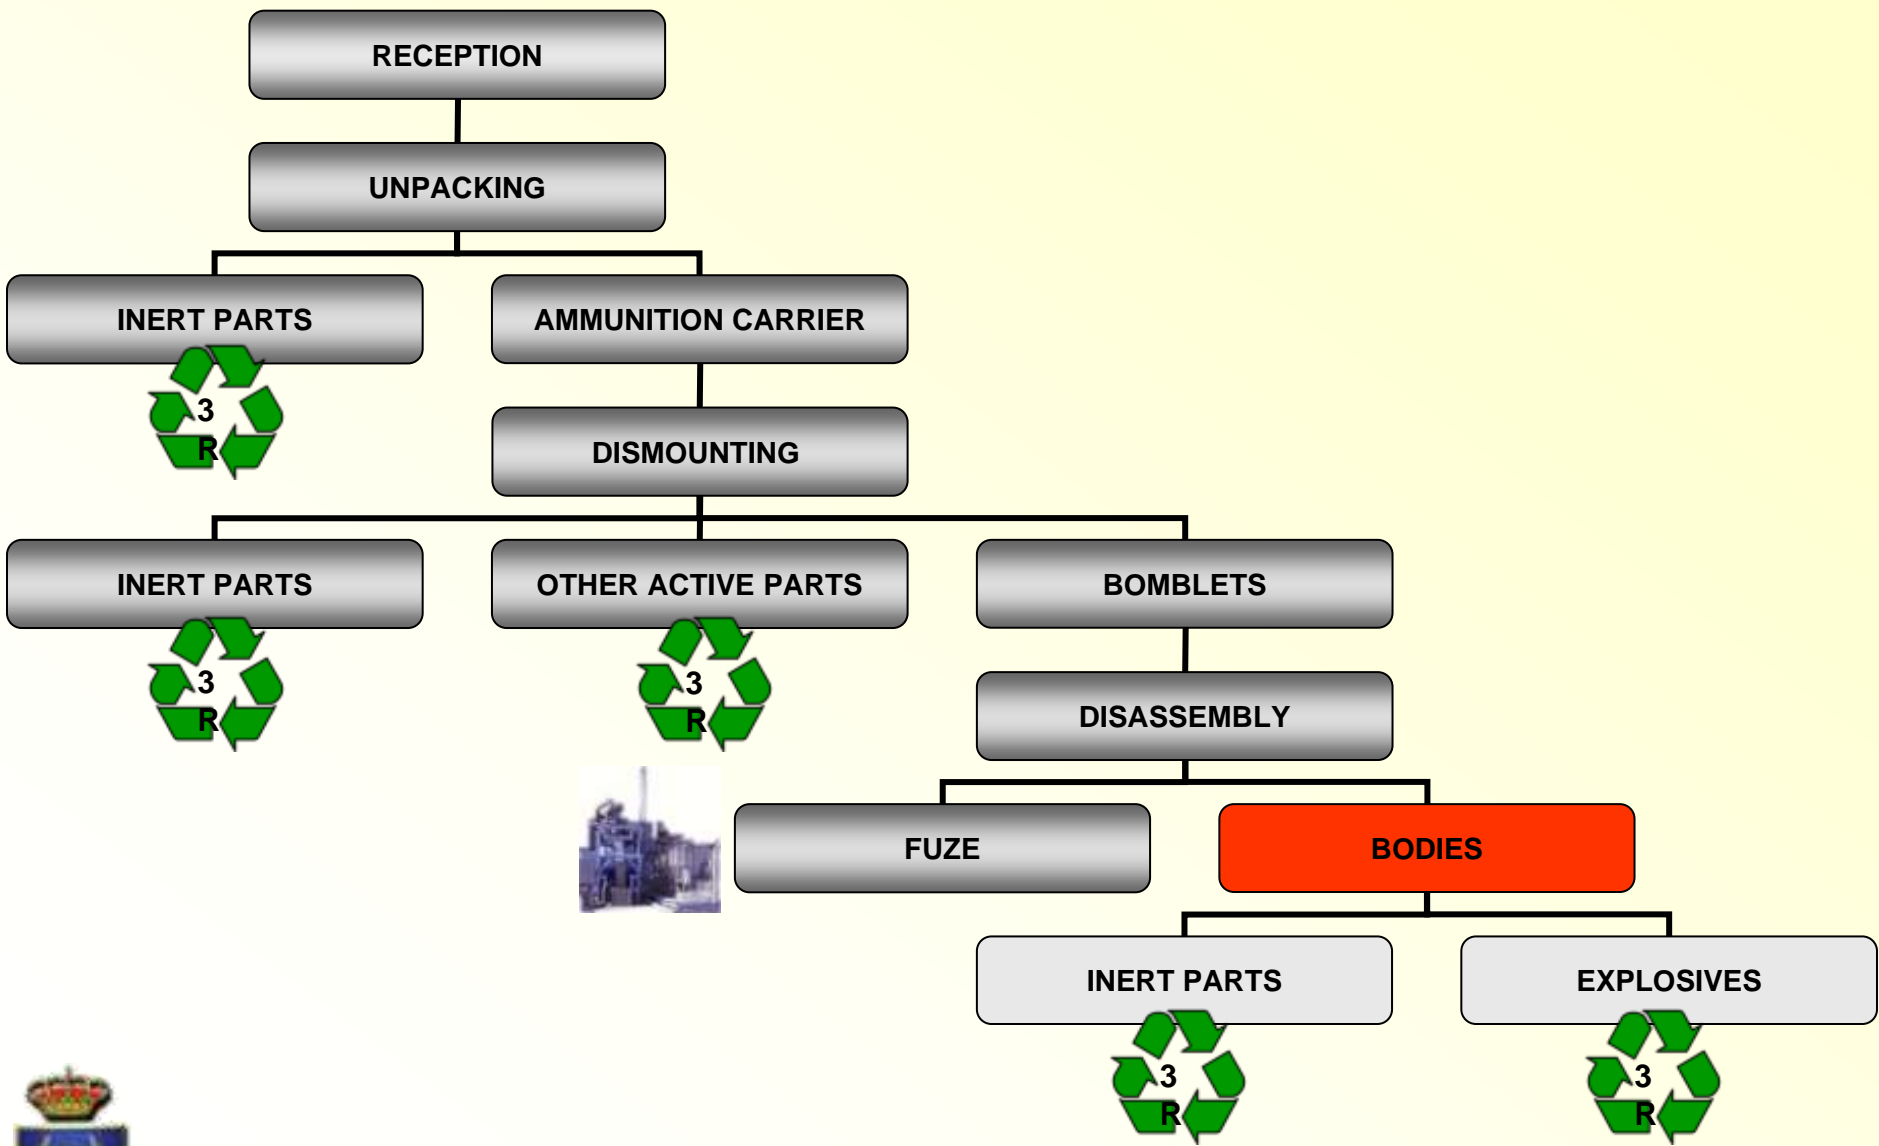 RECEPTION
UNPACKING
INERT PARTS
AMMUNITION CARRIER
3
R
DISMOUNTING
INERT PARTS
OTHER ACTIVE PARTS
BOMBLETS
3
R
3
R
DISASSEMBLY
FUZE
BODIES
INERT PARTS
EXPLOSIVES
3
R
3
R